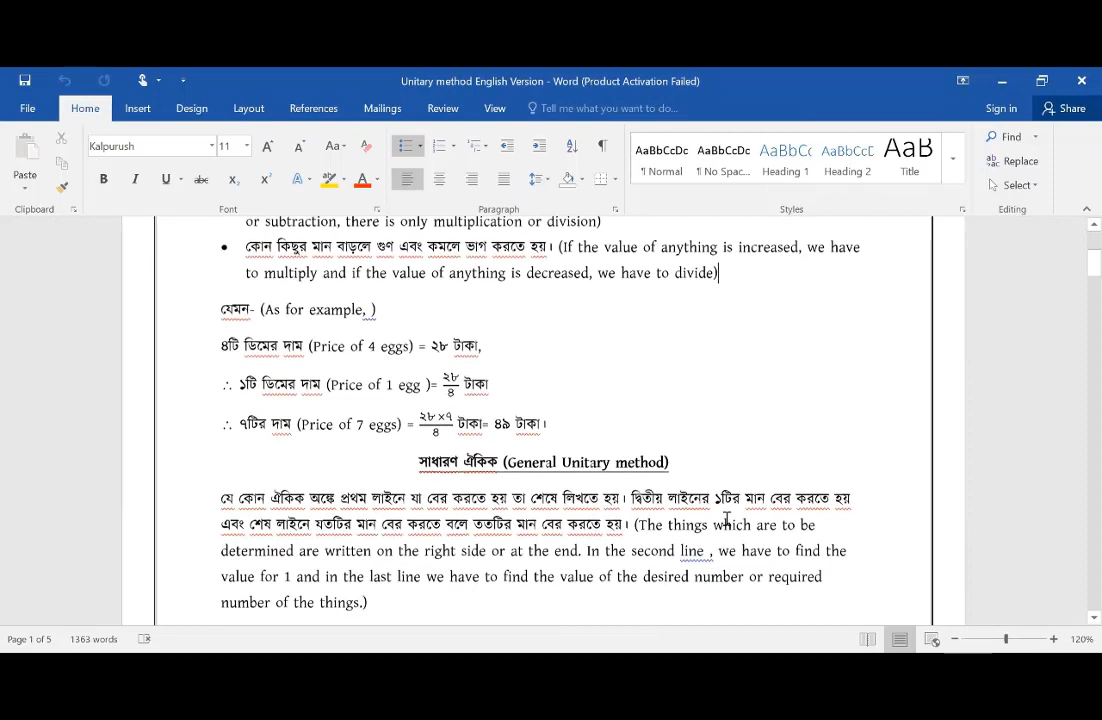 Unitary method English Version - Word (Product Activation Failed)
File Home Insert Design Layout References Mailings Review View Tell me what you want to do... Sign in Share
Kalpurush 11 Aa Find
Paste AaBbCcDc AaBbCcDc AaBbCc AaBbCcD AaB Replace
B I U abc X₂ X² A A ¶ Normal ¶ No Spac... Heading 1 Heading 2 Title Select
Clipboard Font Paragraph Styles Editing
or subtraction, there is only multiplication or division)
• কোন কিছুর মান বাড়লে গুণ এবং কমলে ভাগ করতে হয়। (If the value of anything is increased, we have
to multiply and if the value of anything is decreased, we have to divide)
যেমন- (As for example, )
৪টি ডিমের দাম (Price of 4 eggs) = ২৮ টাকা,
∴ ১টি ডিমের দাম (Price of 1 egg )= ২৮/৪ টাকা
∴ ৭টির দাম (Price of 7 eggs) = ২৮×৭/৪ টাকা= ৪৯ টাকা।
সাধারণ ঐকিক (General Unitary method)
যে কোন ঐকিক অঙ্কে প্রথম লাইনে যা বের করতে হয় তা শেষে লিখতে হয়। দ্বিতীয় লাইনের ১টির মান বের করতে হয়
এবং শেষ লাইনে যতটির মান বের করতে বলে ততটির মান বের করতে হয়। (The things which are to be
determined are written on the right side or at the end. In the second line , we have to find the
value for 1 and in the last line we have to find the value of the desired number or required
number of the things.)
Page 1 of 5 1363 words 120%